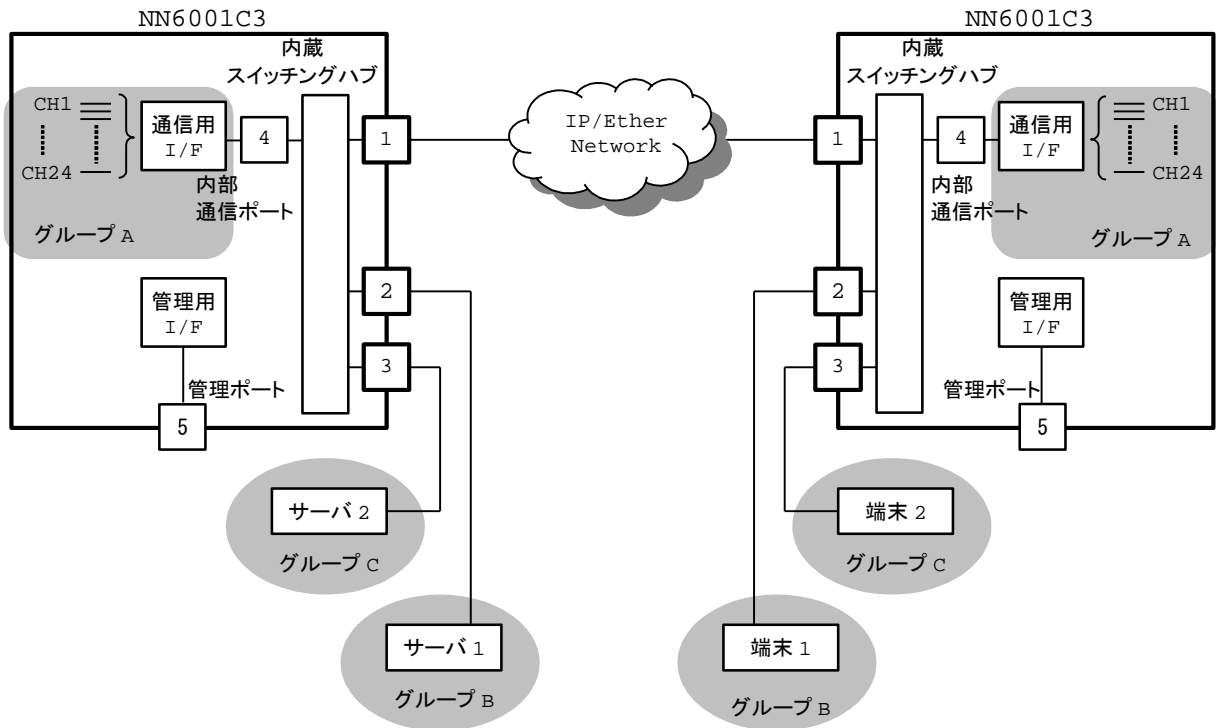 NN6001C3
内蔵
スイッチングハブ
CH1
CH24
通信用
I/F
4
1
内部
通信ポート
グループ A
2
管理用
I/F
3
管理ポート
5
サーバ 2
グループ C
サーバ 1
グループ B
IP/Ether
Network
NN6001C3
内蔵
スイッチングハブ
1
4
通信用
I/F
CH1
CH24
内部
通信ポート
グループ A
2
管理用
I/F
3
管理ポート
5
端末 2
グループ C
端末 1
グループ B